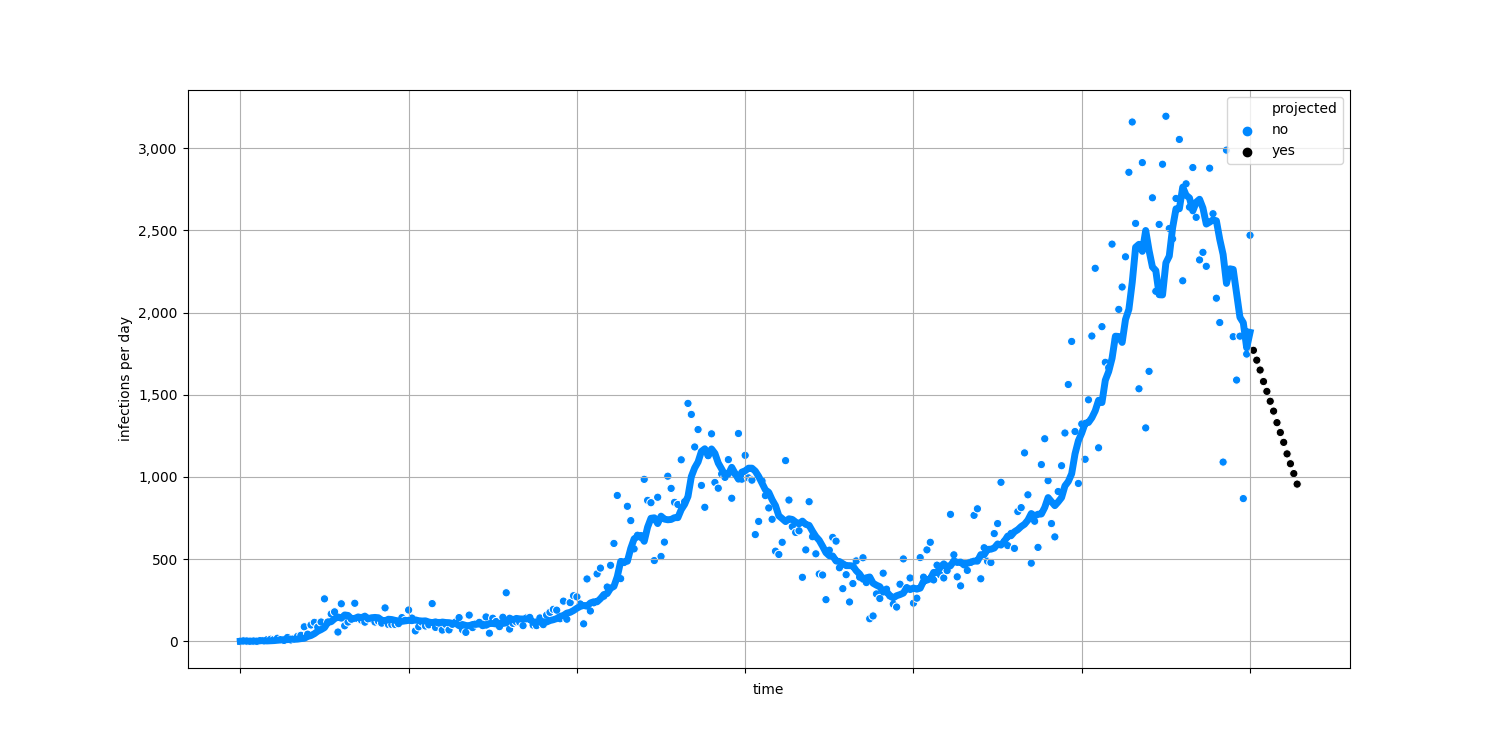 projected
no
yes
3,000
2,500
2,000
1,500
1,000
500
0
infections per day
time